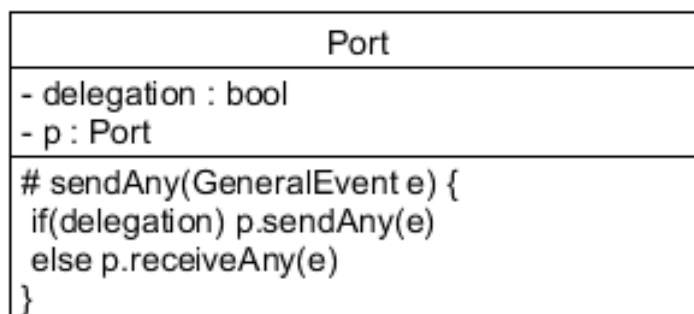 Port
- delegation : bool
- p : Port
# sendAny(GeneralEvent e) {
if(delegation) p.sendAny(e)
else p.receiveAny(e)
}